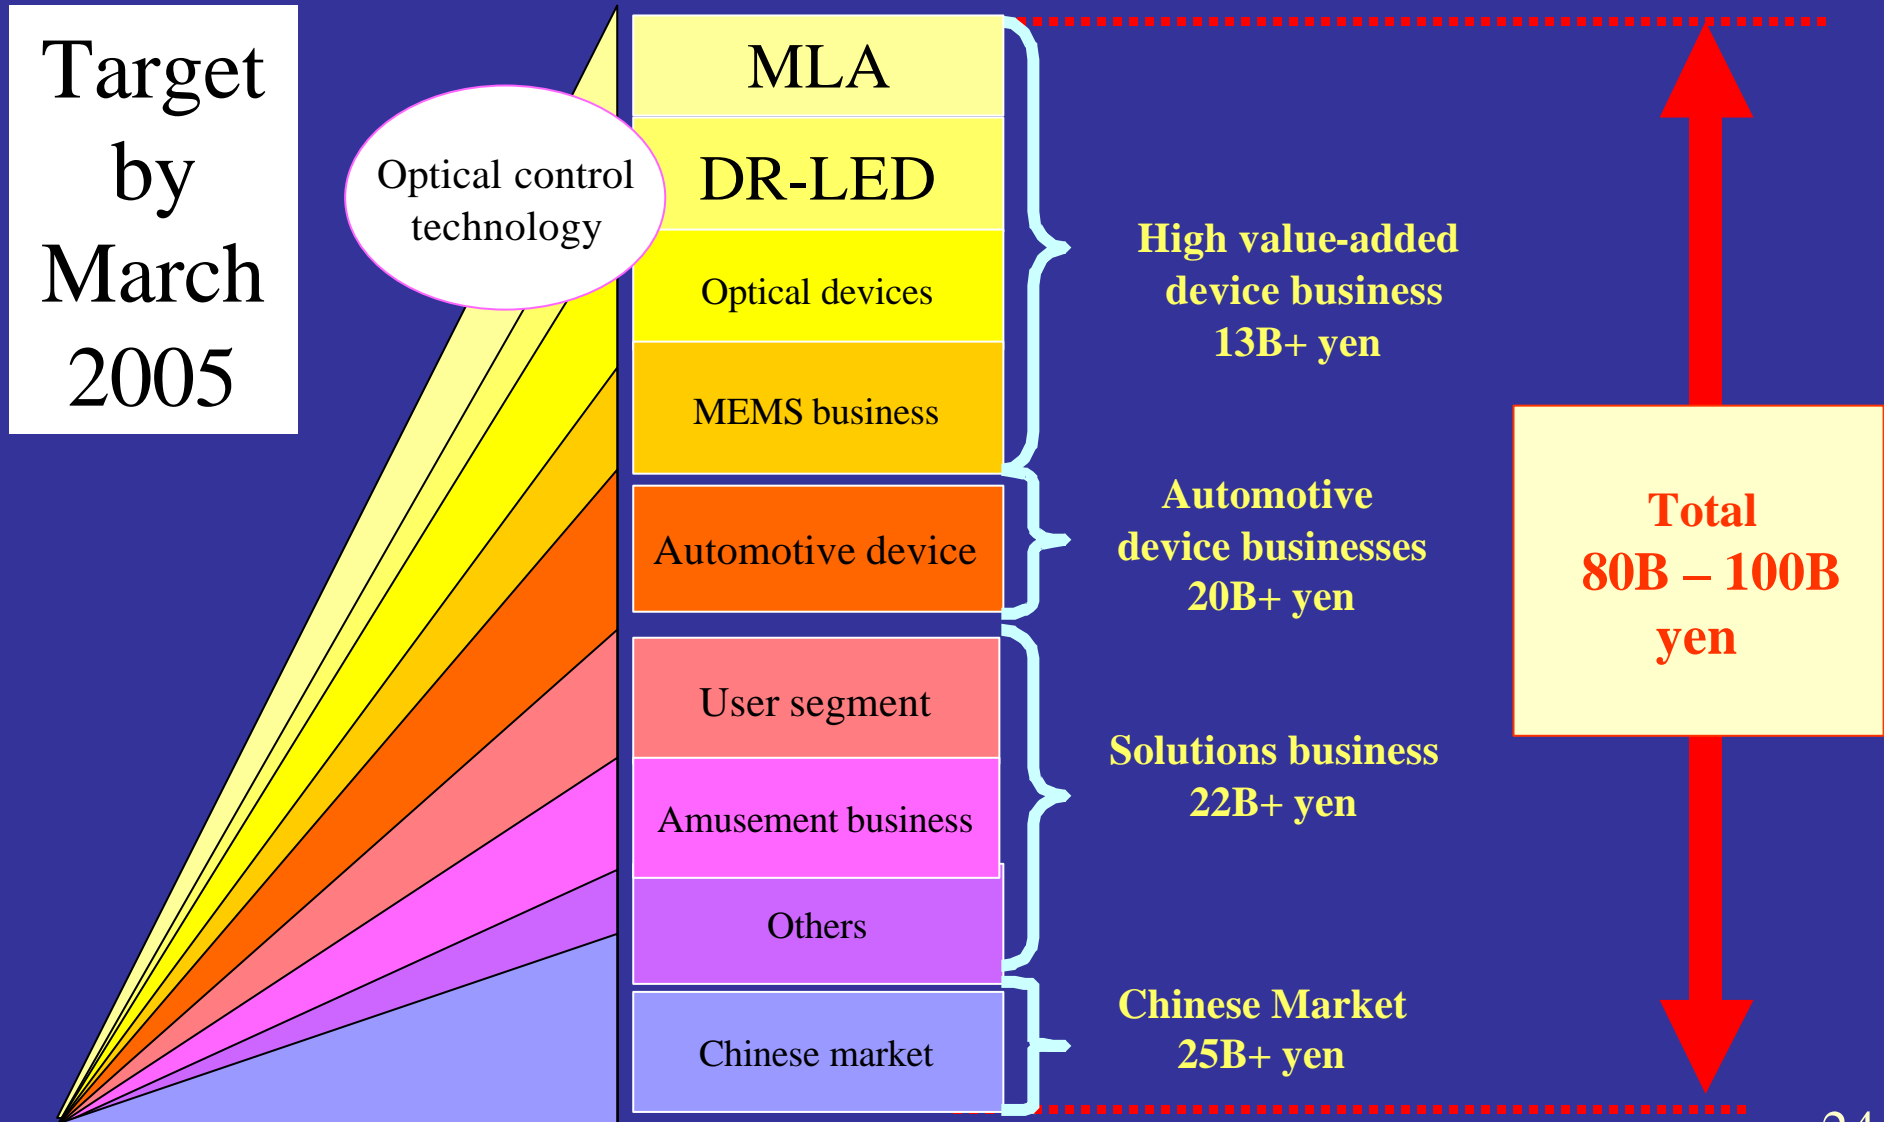 Target
by
March
2005
Optical control
technology
MLA
DR-LED
Optical devices
MEMS business
Automotive device
User segment
Amusement business
Others
Chinese market
High value-added
device business
13B+ yen
Automotive
device businesses
20B+ yen
Solutions business
22B+ yen
Chinese Market
25B+ yen
Total
80B – 100B
yen